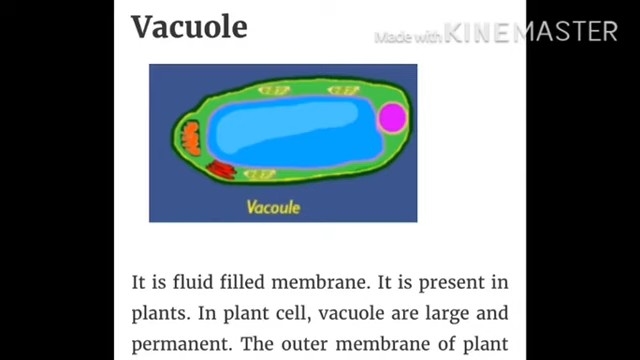 Vacuole
Made with KINEMASTER
Vacoule
It is fluid filled membrane. It is present in
plants. In plant cell, vacuole are large and
permanent. The outer membrane of plant